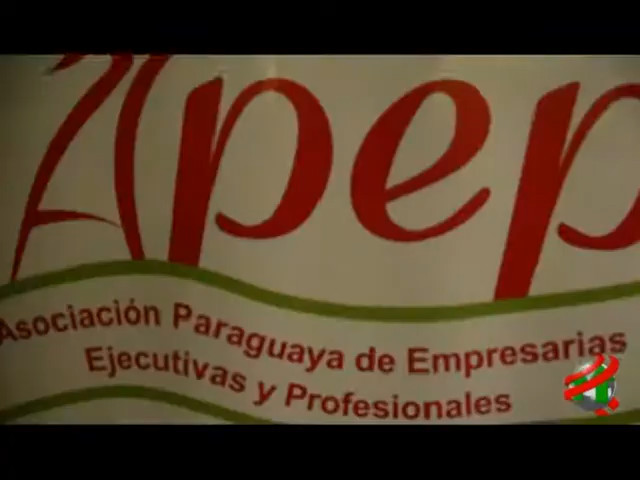 Apep
Asociación Paraguaya de Empresarias
Ejecutivas y Profesionales